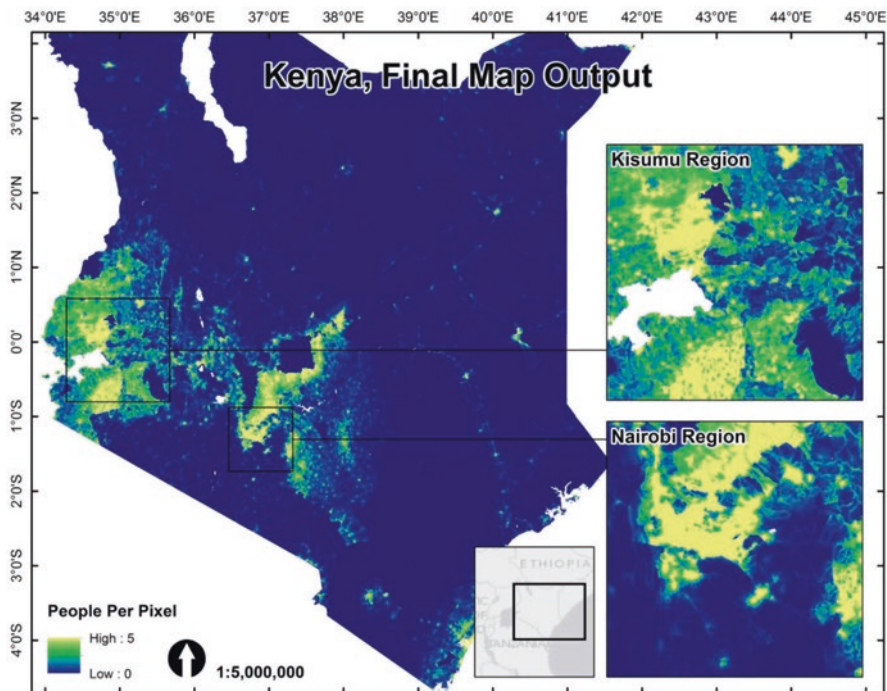 34°0'E 35°0'E 36°0'E 37°0'E 38°0'E 39°0'E 40°0'E 41°0'E 42°0'E 43°0'E 44°0'E 45°0'E
Kenya, Final Map Output
3°0'N
2°0'N
1°0'N
0°0'
1°0'S
2°0'S
3°0'S
4°0'S
Kisumu Region
Nairobi Region
ETHIOPIA
TANZANIA
People Per Pixel
High : 5
Low : 0
1:5,000,000